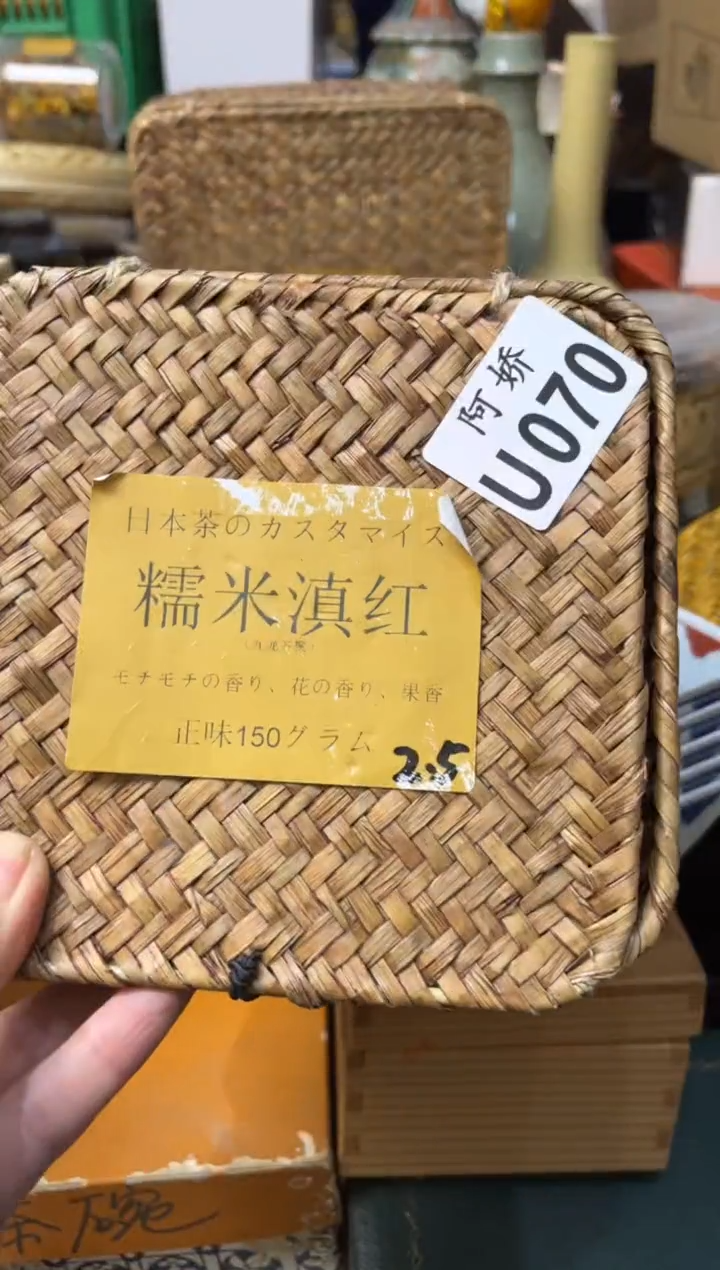 阿娇
U070
日本茶のカスタマイズ
糯米滇红
モチモチの香り、花の香り、果香
正味150グラム
2.5
茶